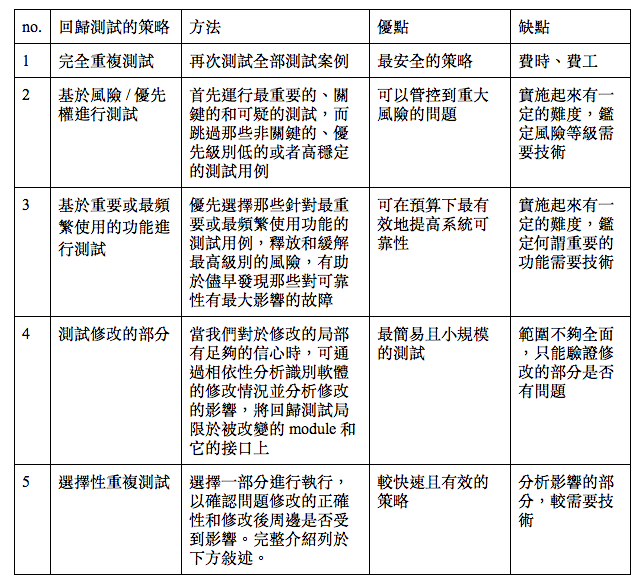 no.
回歸測試的策略
方法
優點
缺點
1
完全重複測試
再次測試全部測試案例
最安全的策略
費時、費工
2
基於風險 / 優先
權進行測試
首先運行最重要的、關
鍵的和可疑的測試，而
跳過那些非關鍵的、優
先級別低的或者高穩定
的測試用例
可以管控到重大
風險的問題
實施起來有一
定的難度，鑑
定風險等級需
要技術
3
基於重要或最頻
繁使用的功能進
行測試
優先選擇那些針對最重
要或最頻繁使用功能的
測試用例，釋放和緩解
最高級別的風險，有助
於儘早發現那些對可靠
性有最大影響的故障
可在預算下最有
效地提高系統可
靠性
實施起來有一
定的難度，鑑
定何謂重要的
功能需要技術
4
測試修改的部分
當我們對於修改的局部
有足夠的信心時，可通
過相依性分析識別軟體
的修改情況並分析修改
的影響，將回歸測試局
限於被改變的 module 和
它的接口上
最簡易且小規模
的測試
範圍不夠全面
，只能驗證修
改的部分是否
有問題
5
選擇性重複測試
選擇一部分進行執行，
以確認問題修改的正確
性和修改後周邊是否受
到影響。完整介紹列於
下方敘述。
較快速且有效的
策略
分析影響的部
分，較需要技
術